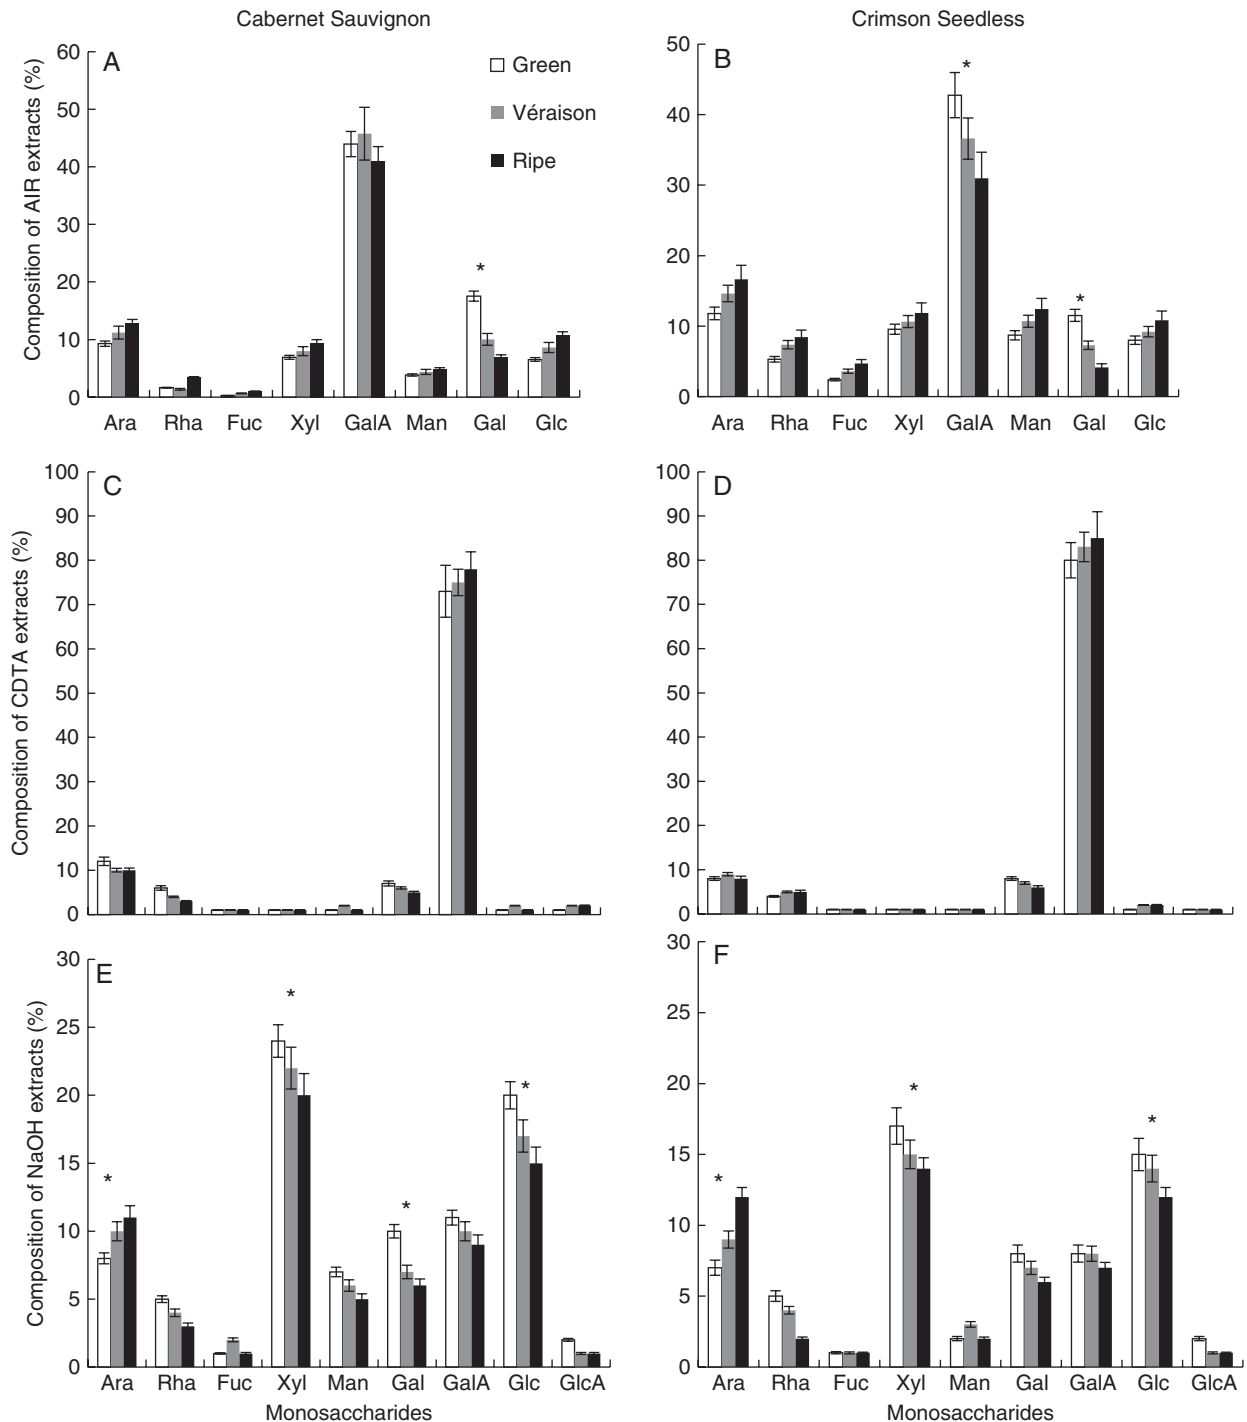 Cabernet Sauvignon
Crimson Seedless
A
Composition of AIR extracts (%)
60
50
40
30
20
10
0
Green
Véraison
Ripe
*
Ara Rha Fuc Xyl GalA Man Gal Glc
B
50
40
30
20
10
0
*
*
Ara Rha Fuc Xyl GalA Man Gal Glc
C
Composition of CDTA extracts (%)
100
90
80
70
60
50
40
30
20
10
0
D
100
90
80
70
60
50
40
30
20
10
0
E
Composition of NaOH extracts (%)
30
25
20
15
10
5
0
*
*
*
*
Ara Rha Fuc Xyl Man Gal GalA Glc GlcA
Monosaccharides
F
30
25
20
15
10
5
0
*
*
*
Ara Rha Fuc Xyl Man Gal GalA Glc GlcA
Monosaccharides